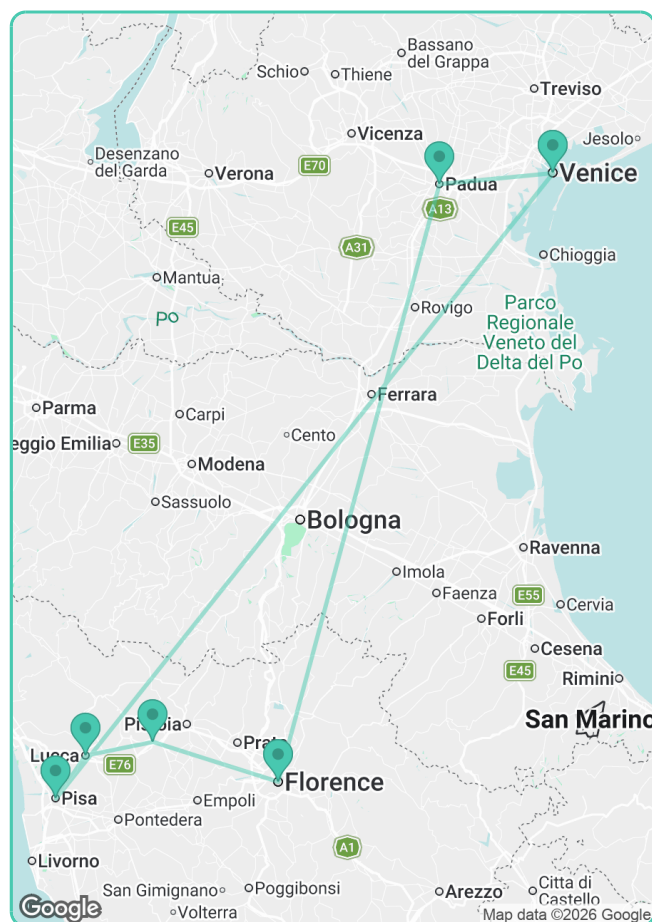 Bassano
del Grappa
Schio
Thiene
Treviso
Vicenza
Jesolo
Desenzano
del Garda
Verona
E70
Padua
Venice
A13
E45
A31
Chioggia
Mantua
Rovigo
Parco
Regionale
Veneto del
Delta del Po
Po
Ferrara
Parma
Carpi
Cento
eggio Emilia
E35
Modena
Sassuolo
Bologna
Ravenna
Imola
Faenza
E55
Cervia
Forlì
Cesena
E45
Rimini
San Marino
Lucca
E76
Florence
Pisa
Empoli
Pontedera
A1
Livorno
San Gimignano
Poggibonsi
Arezzo
Città di
Castello
Volterra
Google
Map data ©2026 Google